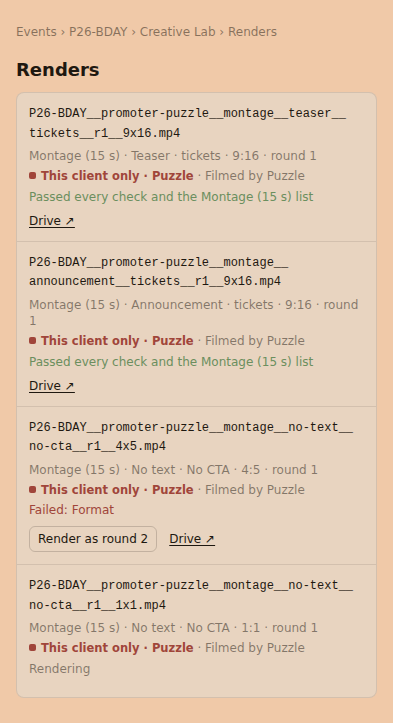 Events › P26-BDAY › Creative Lab › Renders
Renders
P26-BDAY__promoter-puzzle__montage__teaser__
tickets__r1__9x16.mp4
Montage (15 s) · Teaser · tickets · 9:16 · round 1
This client only · Puzzle · Filmed by Puzzle
Passed every check and the Montage (15 s) list
Drive ↗
P26-BDAY__promoter-puzzle__montage__
announcement__tickets__r1__9x16.mp4
Montage (15 s) · Announcement · tickets · 9:16 · round
1
This client only · Puzzle · Filmed by Puzzle
Passed every check and the Montage (15 s) list
Drive ↗
P26-BDAY__promoter-puzzle__montage__no-text__
no-cta__r1__4x5.mp4
Montage (15 s) · No text · No CTA · 4:5 · round 1
This client only · Puzzle · Filmed by Puzzle
Failed: Format
Render as round 2 Drive ↗
P26-BDAY__promoter-puzzle__montage__no-text__
no-cta__r1__1x1.mp4
Montage (15 s) · No text · No CTA · 1:1 · round 1
This client only · Puzzle · Filmed by Puzzle
Rendering